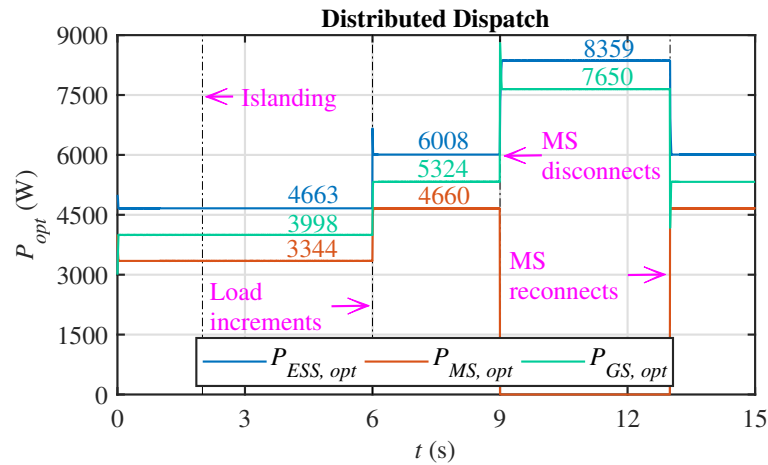 Distributed Dispatch
9000
7500
6000
4500
3000
1500
0
P_opt (W)
Islanding
4663
3998
3344
6008
5324
4660
8359
7650
MS
disconnects
Load
increments
MS
reconnects
P_ESS, opt P_MS, opt P_GS, opt
0 3 6 9 12 15
t (s)